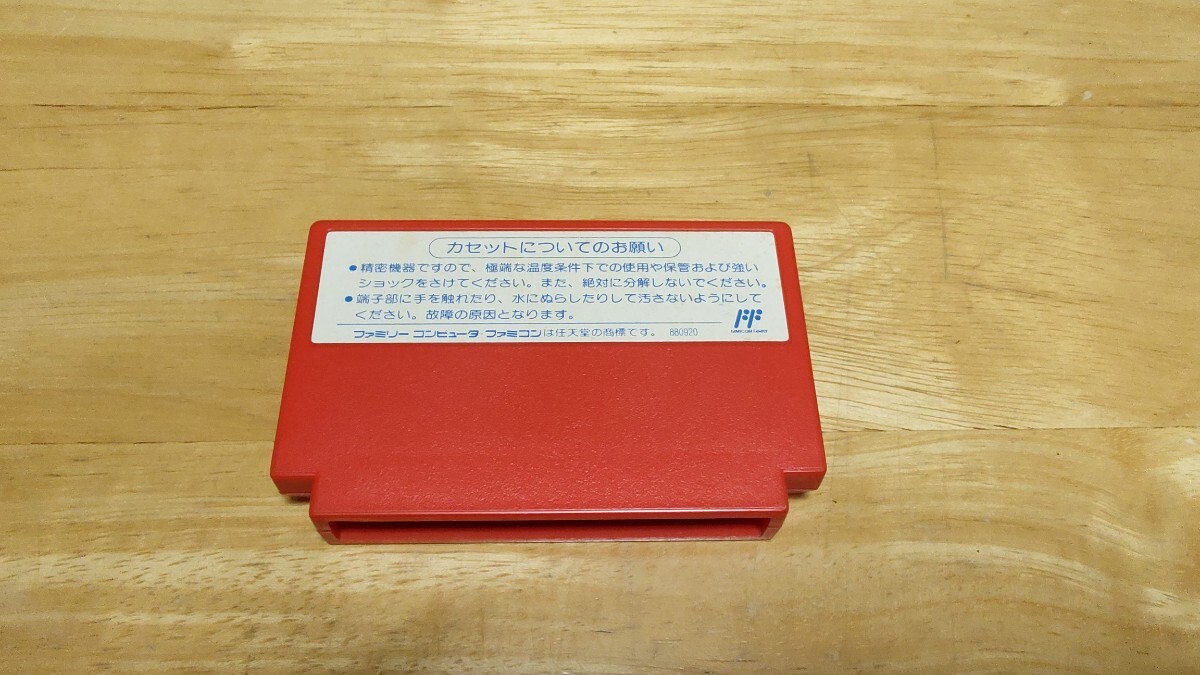 カセットについてのお願い
●精密機器ですので、極端な温度条件下での使用や保管および強い
ショックをさけてください。また、絶対に分解しないでください。
●端子部に手を触れたり、水にぬらしたりして汚さないようにして
ください。故障の原因となります。
ファミリー コンピュータ・ファミコンは任天堂の商標です。 880920
FAMICOM FAMILY